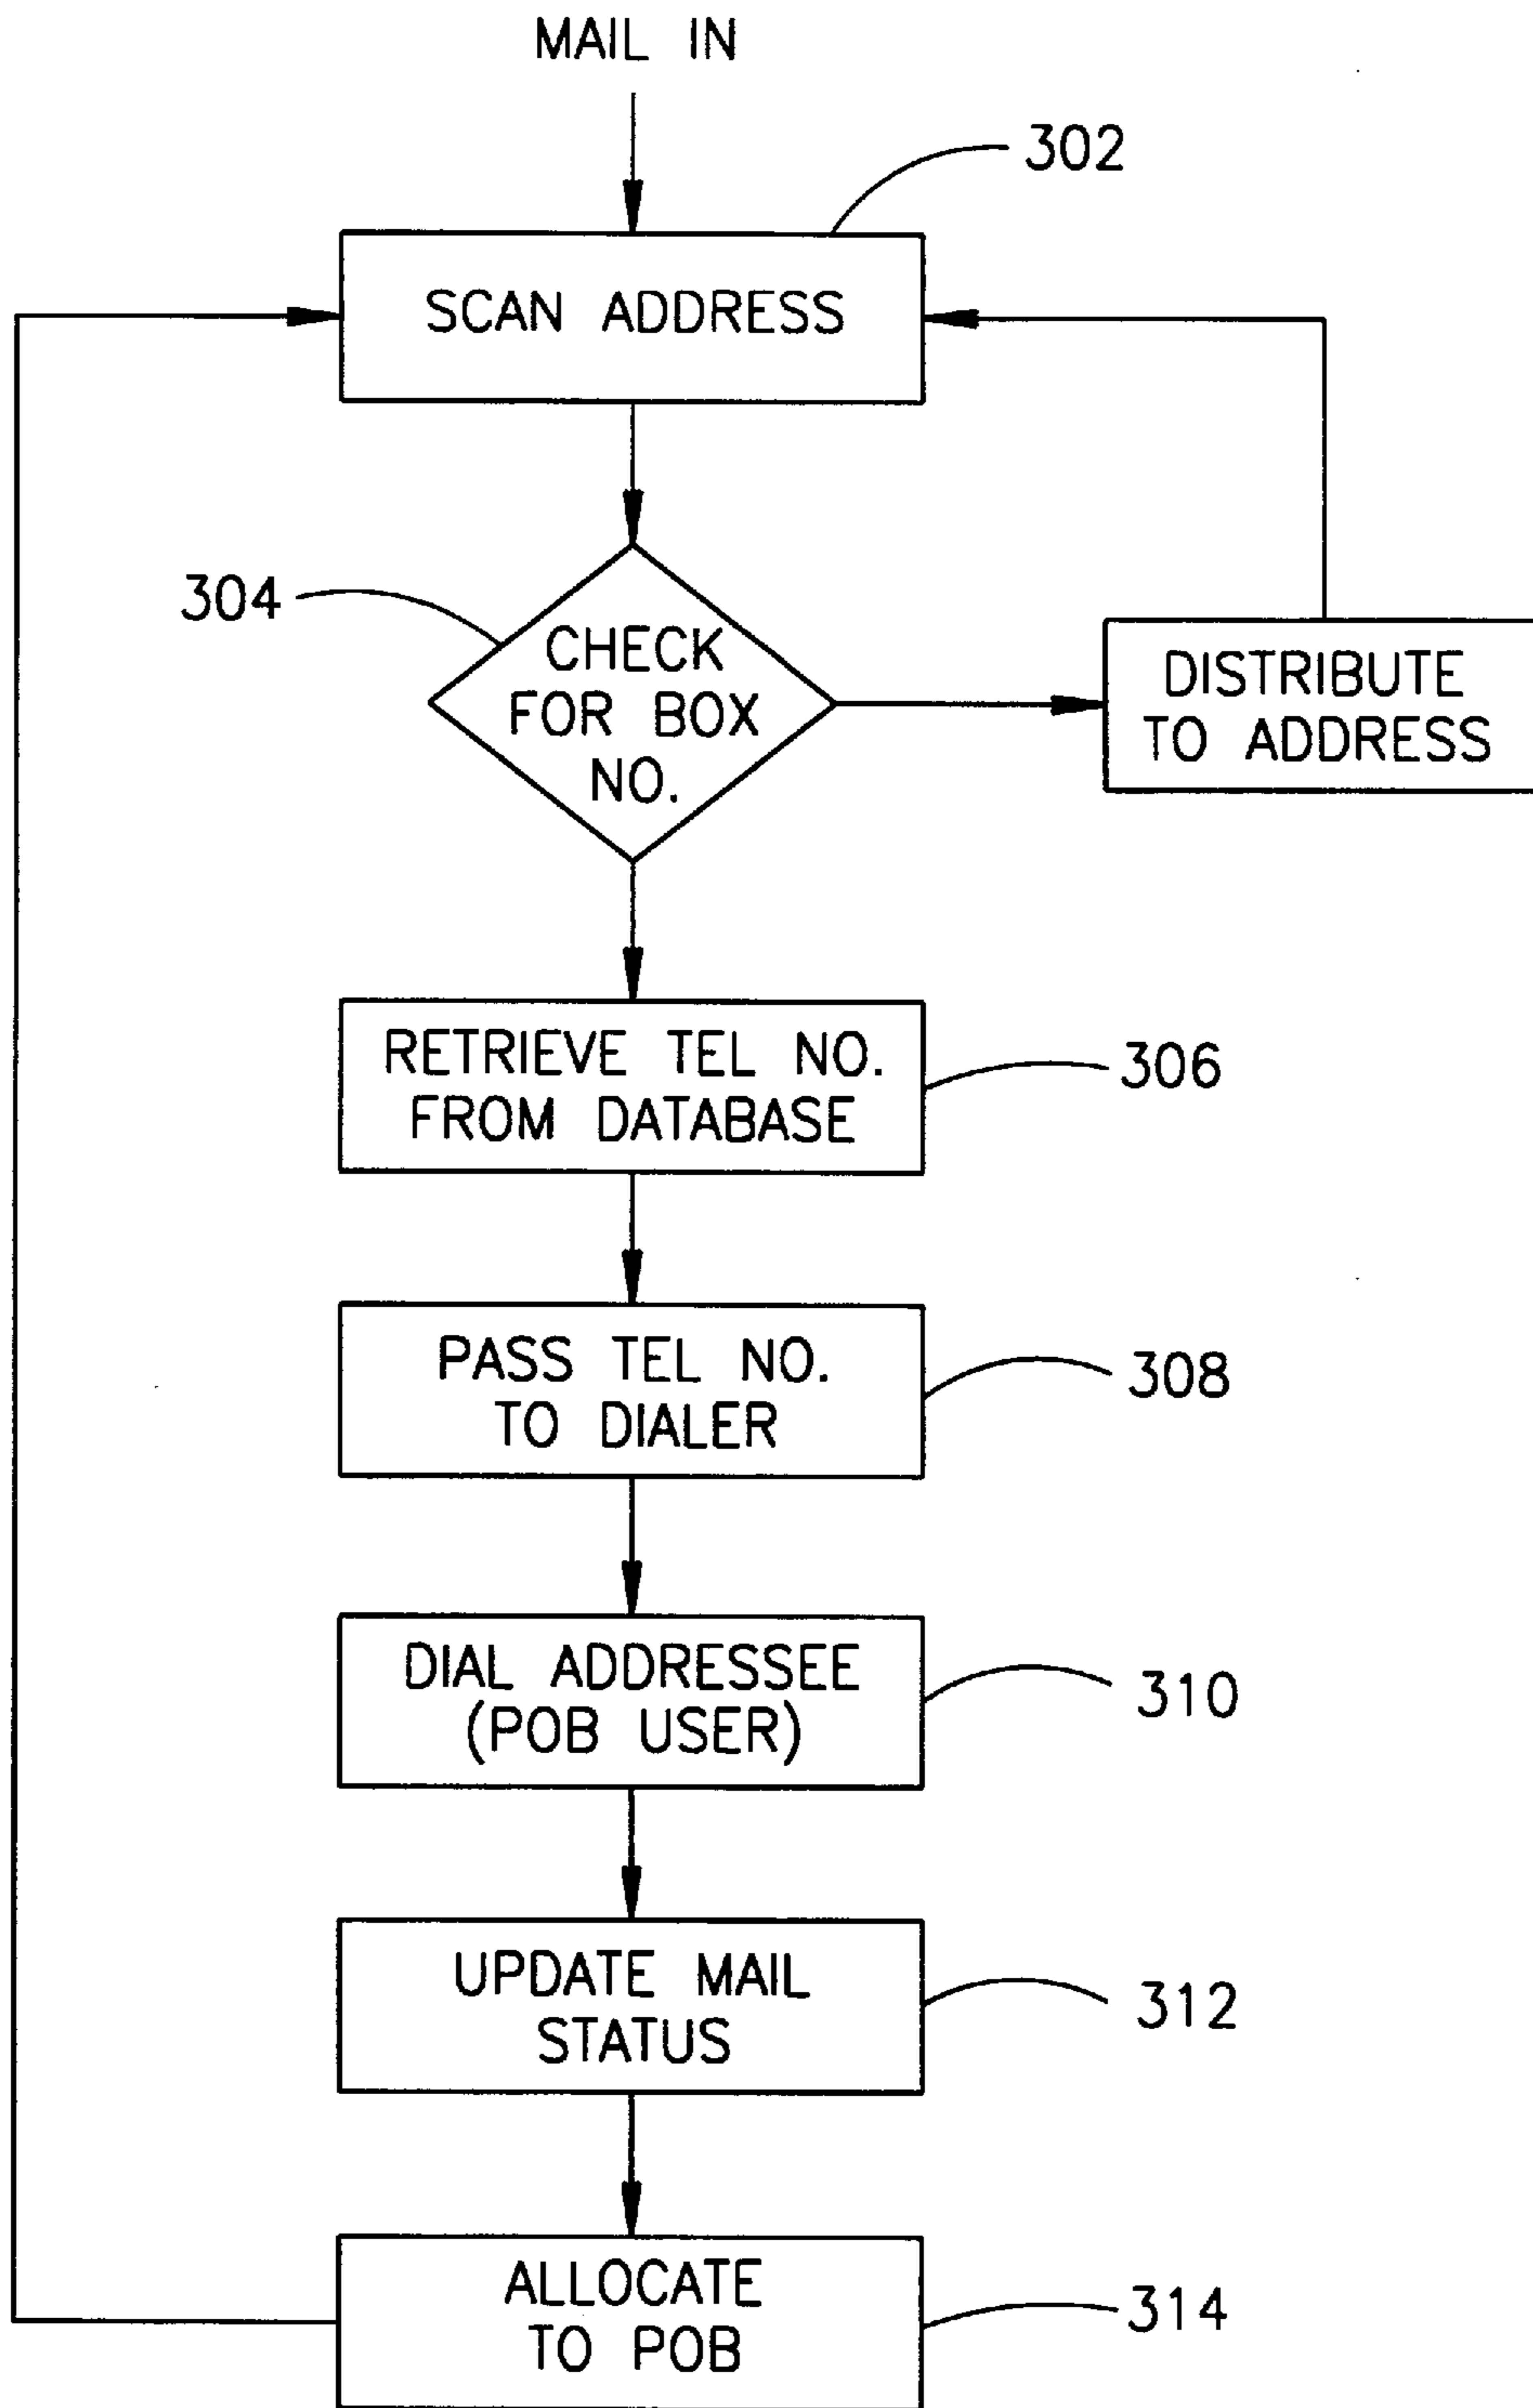 MAIL IN
302
SCAN ADDRESS
304
CHECK
FOR BOX
NO.
DISTRIBUTE
TO ADDRESS
RETRIEVE TEL NO.
FROM DATABASE
306
PASS TEL NO.
TO DIALER
308
DIAL ADDRESSEE
(POB USER)
310
UPDATE MAIL
STATUS
312
ALLOCATE
TO POB
314